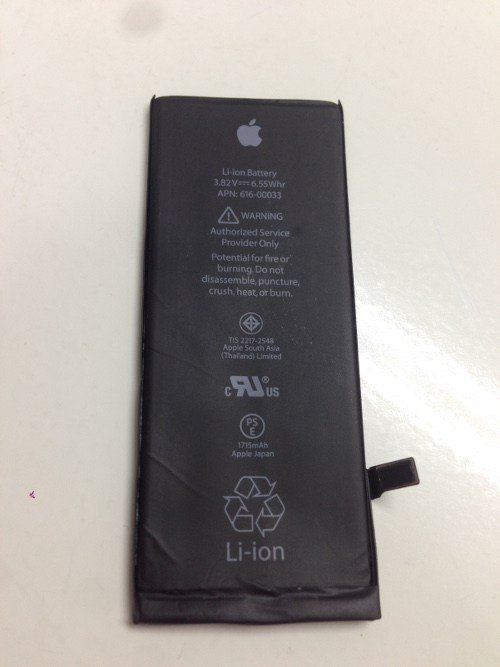 Li-ion Battery
3.82V⎓6.55Whr
APN: 616-00033
WARNING
Authorized Service
Provider Only
Potential for fire or
burning. Do not
disassemble, puncture,
crush, heat, or burn.
TIS 2217-2548
Apple South Asia
(Thailand) Limited
c RU® US
PS
E
1715mAh
Apple Japan
Li-ion